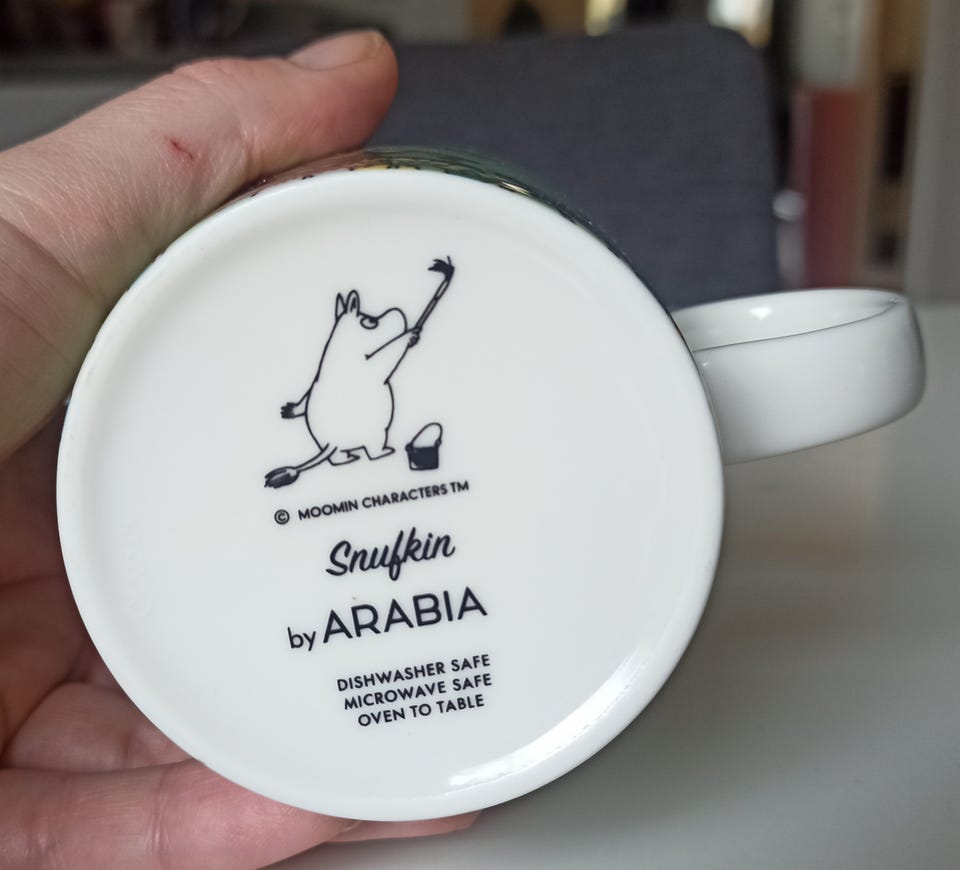 © MOOMIN CHARACTERS TM
Snufkin
by ARABIA
DISHWASHER SAFE
MICROWAVE SAFE
OVEN TO TABLE